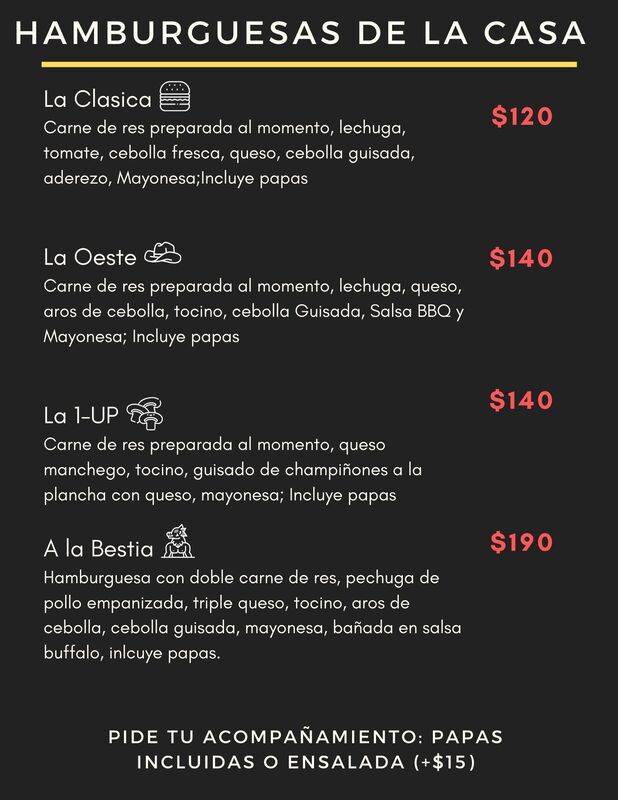 HAMBURGUESAS DE LA CASA
La Clasica
$120
Carne de res preparada al momento, lechuga,
tomate, cebolla fresca, queso, cebolla guisada,
aderezo, Mayonesa;Incluye papas
La Oeste
$140
Carne de res preparada al momento, lechuga, queso,
aros de cebolla, tocino, cebolla Guisada, Salsa BBQ y
Mayonesa; Incluye papas
La 1-UP
$140
Carne de res preparada al momento, queso
manchego, tocino, guisado de champiñones a la
plancha con queso, mayonesa; Incluye papas
A la Bestia
$190
Hamburguesa con doble carne de res, pechuga de
pollo empanizada, triple queso, tocino, aros de
cebolla, cebolla guisada, mayonesa, bañada en salsa
buffalo, inlcuye papas.
PIDE TU ACOMPAÑAMIENTO: PAPAS
INCLUIDAS O ENSALADA (+$15)